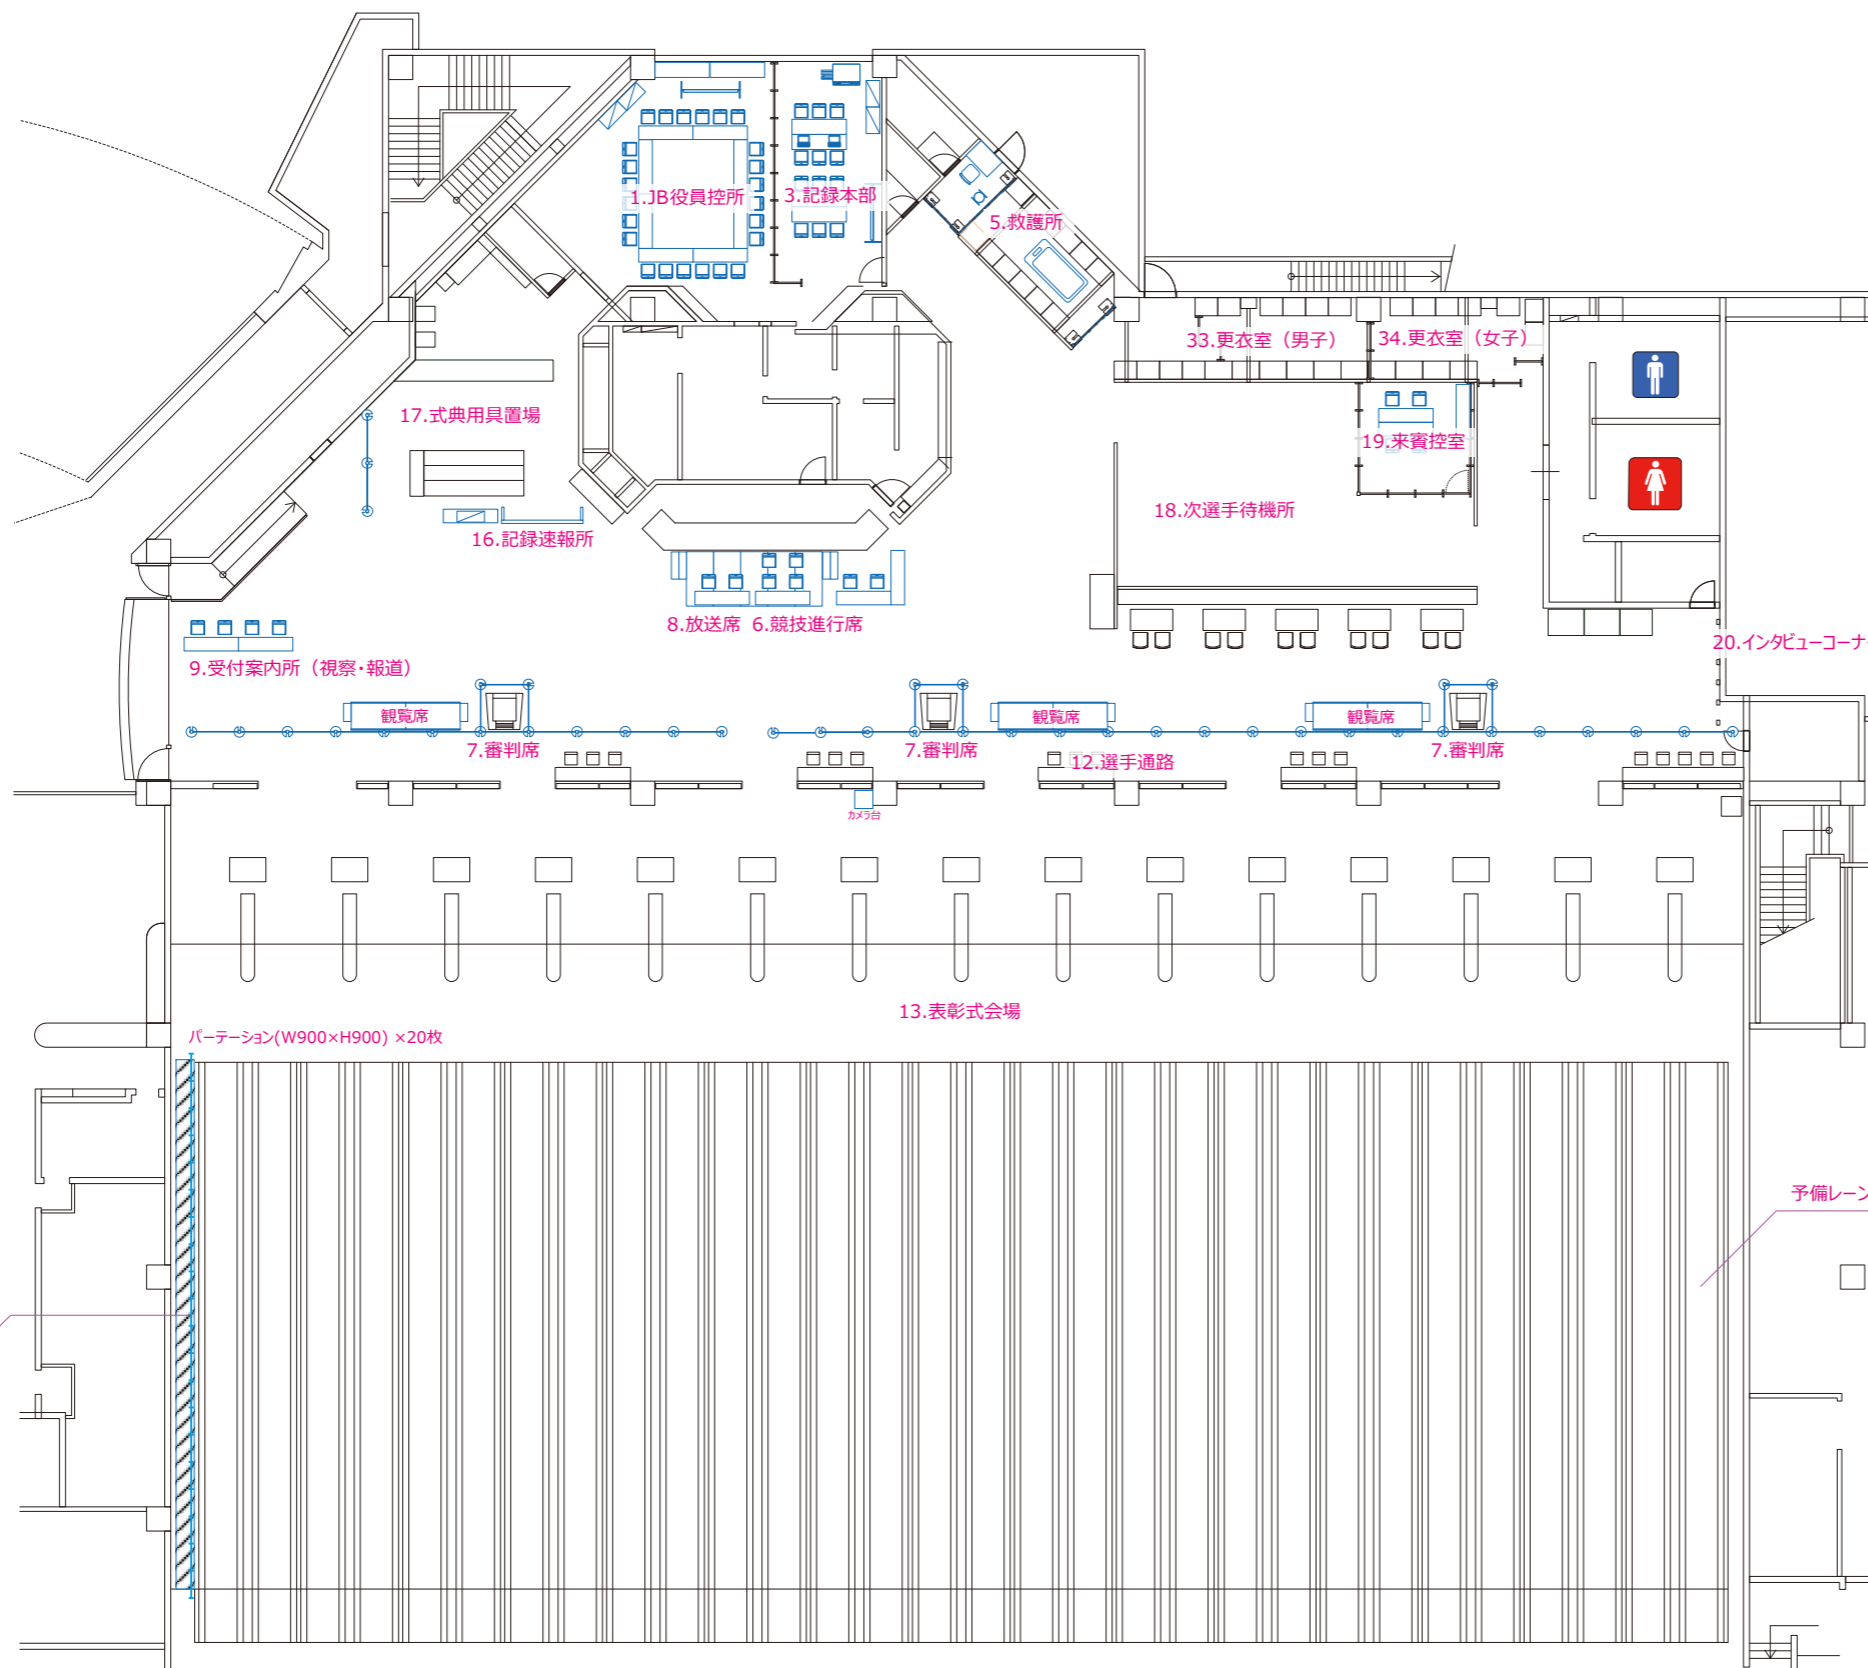 1.JB役員控所
3.記録本部
5.救護所
33.更衣室（男子）
34.更衣室（女子）
17.式典用具置場
19.来賓控室
18.次選手待機所
16.記録速報所
8.放送席
6.競技進行席
20.インタビューコーナー
9.受付案内所（視察・報道）
観覧席
観覧席
観覧席
7.審判席
7.審判席
7.審判席
12.選手通路
カメラ台
13.表彰式会場
パーテーション(W900×H900) ×20枚
予備レーン